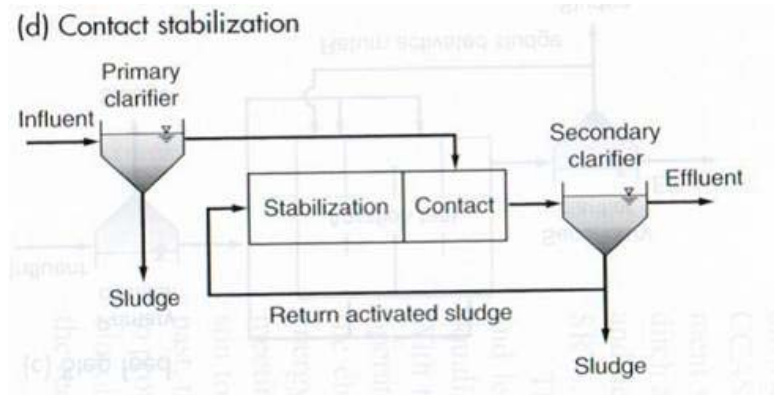 (d) Contact stabilization
Primary
clarifier
Influent
Secondary
clarifier
Effluent
Stabilization
Contact
Sludge
Return activated sludge
Sludge